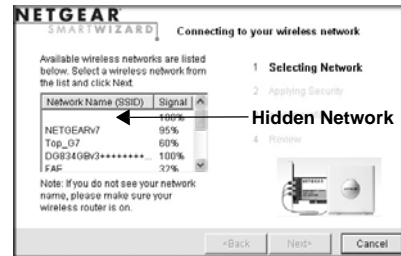 NETGEAR
SMARTWIZARD
Connecting to your wireless network
Available wireless networks are listed
below. Select a wireless network from
the list and click Next.
Network Name (SSID) Signal
100%
NETGEARv7 95%
Top_G7 60%
DG834GBv3++++++++... 100%
EAE 32%
Note: If you do not see your network
name, please make sure your
wireless router is on.
1 Selecting Network
2 Applying Security
Hidden Network
4 Review
<Back Next> Cancel